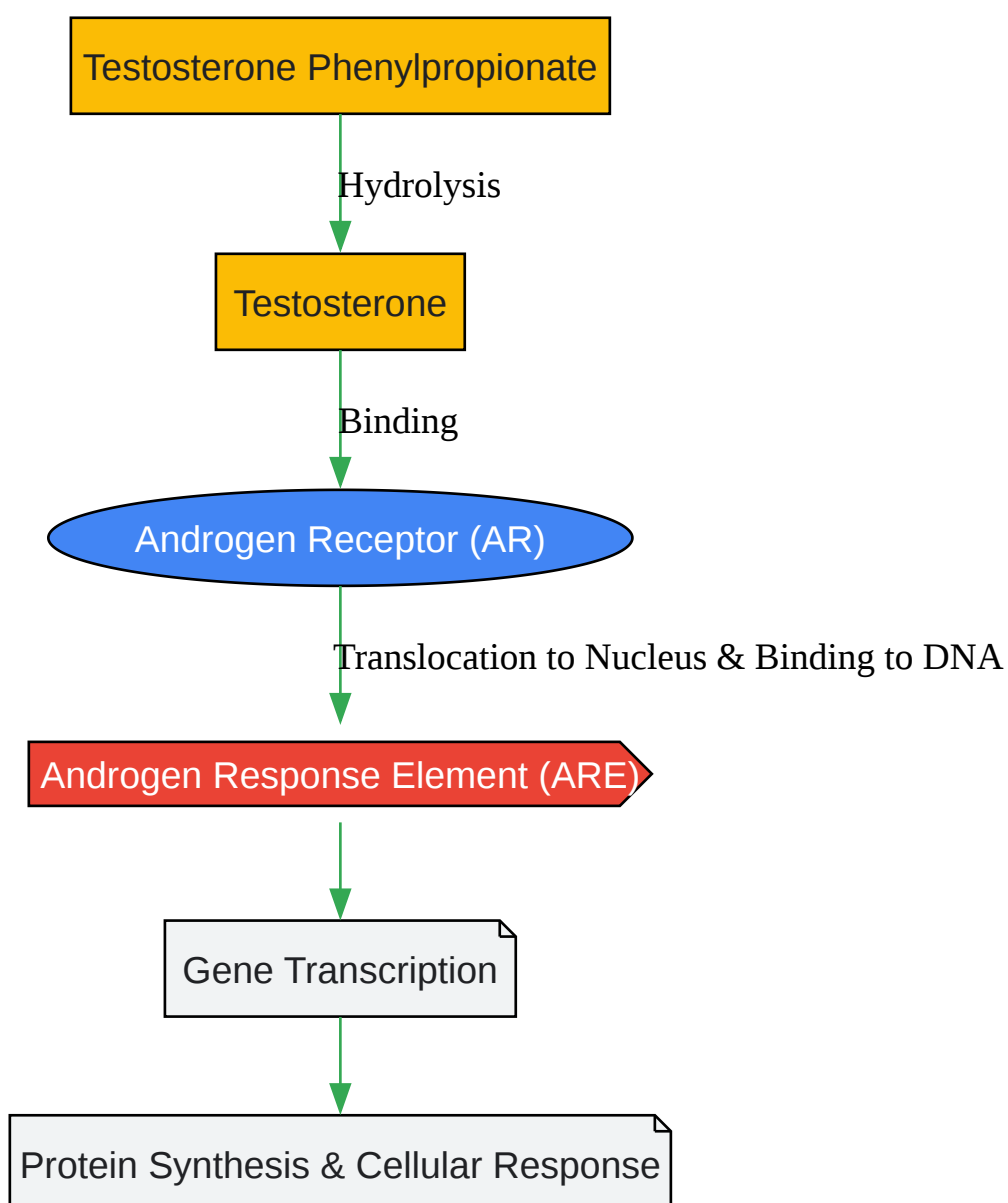 Testosterone Phenylpropionate
Hydrolysis
Testosterone
Binding
Androgen Receptor (AR)
Translocation to Nucleus & Binding to DNA
Androgen Response Element (ARE)
Gene Transcription
Protein Synthesis & Cellular Response